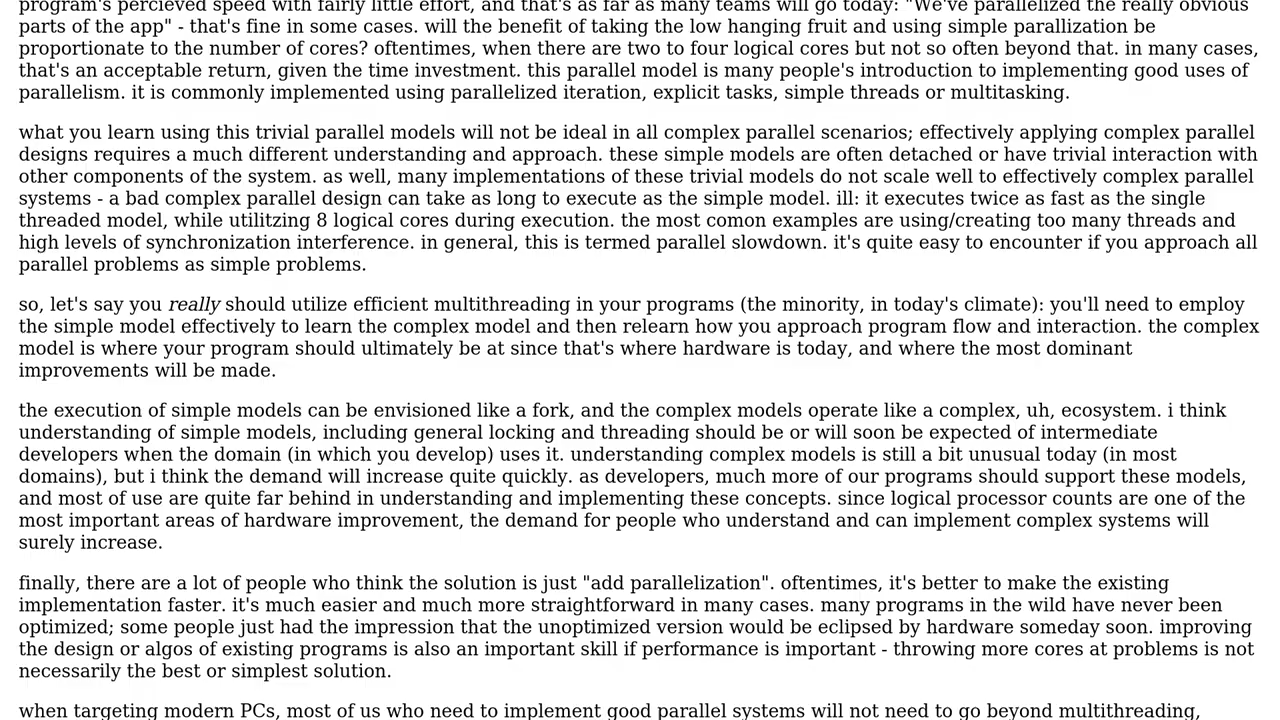 program's percieved speed with fairly little effort, and that's as far as many teams will go today: "We've parallelized the really obvious
parts of the app" - that's fine in some cases. will the benefit of taking the low hanging fruit and using simple parallization be
proportionate to the number of cores? oftentimes, when there are two to four logical cores but not so often beyond that. in many cases,
that's an acceptable return, given the time investment. this parallel model is many people's introduction to implementing good uses of
parallelism. it is commonly implemented using parallelized iteration, explicit tasks, simple threads or multitasking.
what you learn using this trivial parallel models will not be ideal in all complex parallel scenarios; effectively applying complex parallel
designs requires a much different understanding and approach. these simple models are often detached or have trivial interaction with
other components of the system. as well, many implementations of these trivial models do not scale well to effectively complex parallel
systems - a bad complex parallel design can take as long to execute as the simple model. ill: it executes twice as fast as the single
threaded model, while utilitzing 8 logical cores during execution. the most comon examples are using/creating too many threads and
high levels of synchronization interference. in general, this is termed parallel slowdown. it's quite easy to encounter if you approach all
parallel problems as simple problems.
so, let's say you really should utilize efficient multithreading in your programs (the minority, in today's climate): you'll need to employ
the simple model effectively to learn the complex model and then relearn how you approach program flow and interaction. the complex
model is where your program should ultimately be at since that's where hardware is today, and where the most dominant
improvements will be made.
the execution of simple models can be envisioned like a fork, and the complex models operate like a complex, uh, ecosystem. i think
understanding of simple models, including general locking and threading should be or will soon be expected of intermediate
developers when the domain (in which you develop) uses it. understanding complex models is still a bit unusual today (in most
domains), but i think the demand will increase quite quickly. as developers, much more of our programs should support these models,
and most of use are quite far behind in understanding and implementing these concepts. since logical processor counts are one of the
most important areas of hardware improvement, the demand for people who understand and can implement complex systems will
surely increase.
finally, there are a lot of people who think the solution is just "add parallelization". oftentimes, it's better to make the existing
implementation faster. it's much easier and much more straightforward in many cases. many programs in the wild have never been
optimized; some people just had the impression that the unoptimized version would be eclipsed by hardware someday soon. improving
the design or algos of existing programs is also an important skill if performance is important - throwing more cores at problems is not
necessarily the best or simplest solution.
when targeting modern PCs, most of us who need to implement good parallel systems will not need to go beyond multithreading,